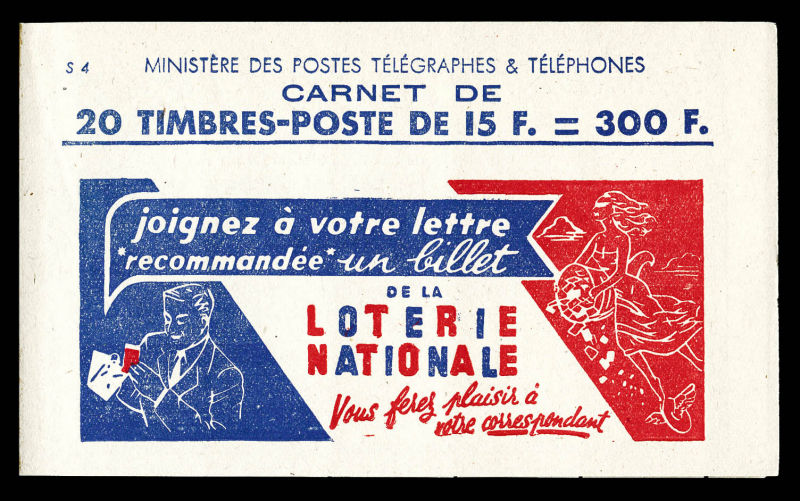 S 4
MINISTÈRE DES POSTES TÉLÉGRAPHES & TÉLÉPHONES
CARNET DE
20 TIMBRES-POSTE DE 15 F. = 300 F.
joignez à votre lettre
"recommandée" un billet
DE LA
LOTERIE
NATIONALE
Vous ferez plaisir à
votre correspondant